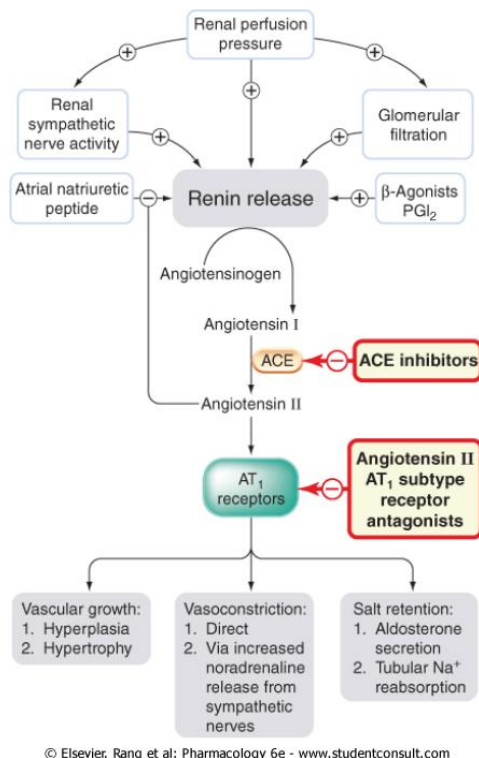 Renal perfusion
pressure
+
+
+
Renal
sympathetic
nerve activity
Glomerular
filtration
+
+
Atrial natriuretic
peptide
−
Renin release
+
β-Agonists
PGI₂
Angiotensinogen
Angiotensin I
ACE
−
ACE inhibitors
Angiotensin II
AT₁
receptors
−
Angiotensin II
AT₁ subtype
receptor
antagonists
Vascular growth:
1. Hyperplasia
2. Hypertrophy
Vasoconstriction:
1. Direct
2. Via increased
noradrenaline
release from
sympathetic
nerves
Salt retention:
1. Aldosterone
secretion
2. Tubular Na⁺
reabsorption
© Elsevier. Rang et al: Pharmacology 6e - www.studentconsult.com